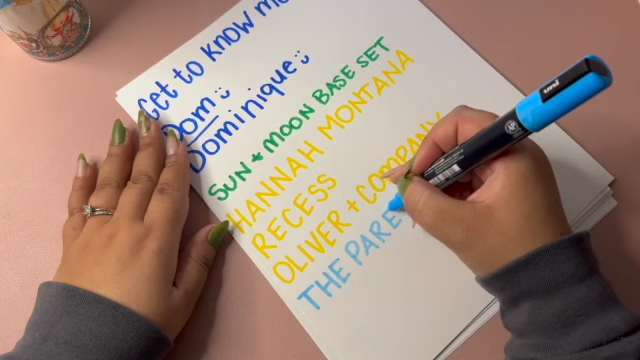 Get to know me
Dom:)
Dominique:)
SUN + MOON BASE SET
HANNAH MONTANA
RECESS
OLIVER + COMPANY
THE PARE